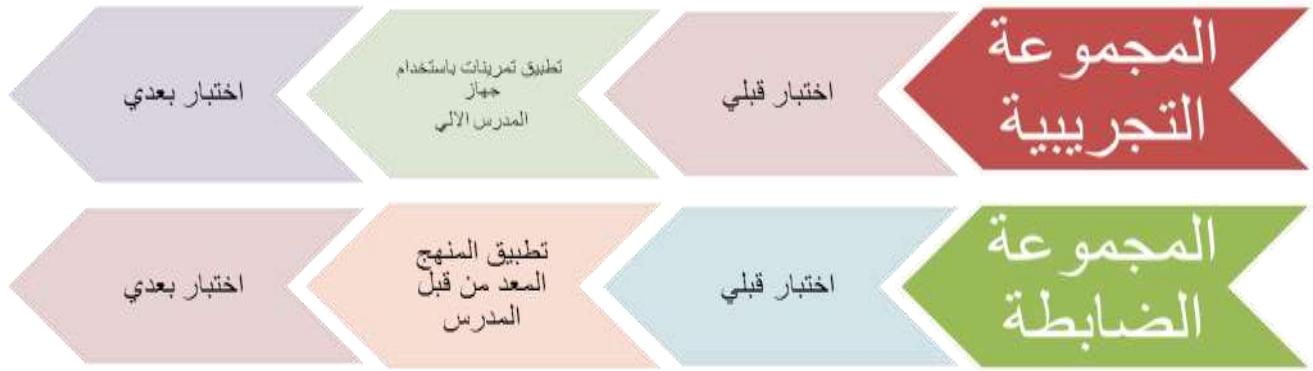 المجموعة
التجريبية
اختبار قبلي
تطبيق تمرينات باستخدام
جهاز
المدرس الالي
اختبار بعدي
المجموعة
الضابطة
اختبار قبلي
تطبيق المنهج
المعد من قبل
المدرس
اختبار بعدي